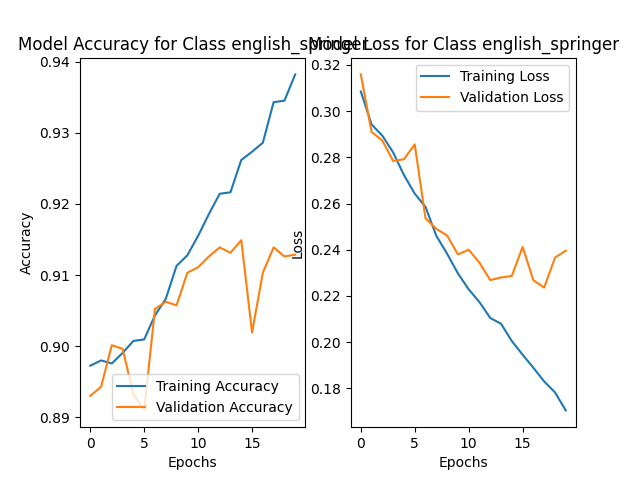 Model Accuracy for Class english_springer
Model Loss for Class english_springer
0.94
0.93
0.92
0.91
0.90
0.89
Accuracy
0
5
10
15
Epochs
Training Accuracy
Validation Accuracy
0.32
0.30
0.28
0.26
0.24
0.22
0.20
0.18
Loss
0
5
10
15
Epochs
Training Loss
Validation Loss